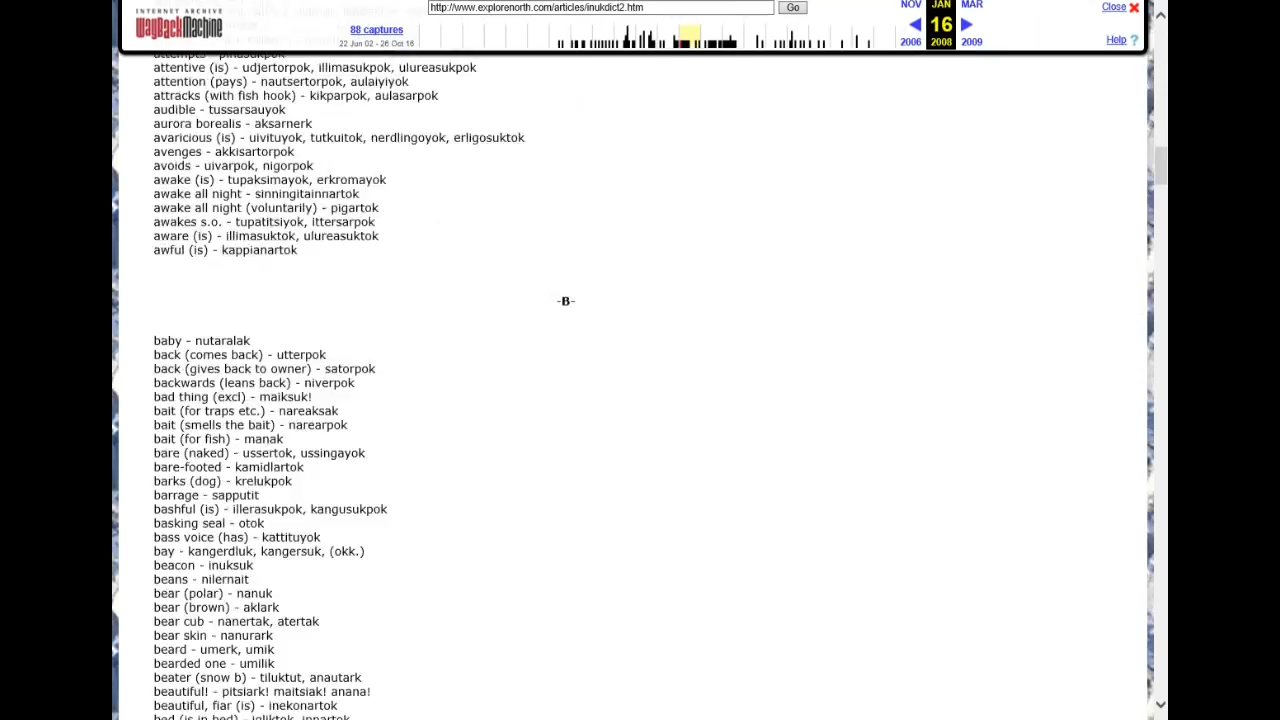 INTERNET ARCHIVE
WayBackMachine
http://www.explorenorth.com/articles/inukdict2.htm
Go
88 captures
22 Jun 02 - 26 Oct 16
NOV JAN MAR
16
2006 2008 2009
Close
Help ?
attempts - pinasukpok
attentive (is) - udjertorpok, illimasukpok, ulureasukpok
attention (pays) - nautsertorpok, aulaiyiyok
attracks (with fish hook) - kikparpok, aulasarpok
audible - tussarsauyok
aurora borealis - aksarnerk
avaricious (is) - uivituyok, tutkuitok, nerdlingoyok, erligosuktok
avenges - akkisartorpok
avoids - uivarpok, nigorpok
awake (is) - tupaksimayok, erkromayok
awake all night - sinningitainnartok
awake all night (voluntarily) - pigartok
awakes s.o. - tupatitsiyok, ittersarpok
aware (is) - illimasuktok, ulureasuktok
awful (is) - kappianartok
-B-
baby - nutaralak
back (comes back) - utterpok
back (gives back to owner) - satorpok
backwards (leans back) - niverpok
bad thing (excl) - maiksuk!
bait (for traps etc.) - nareaksak
bait (smells the bait) - narearpok
bait (for fish) - manak
bare (naked) - ussertok, ussingayok
bare-footed - kamidlartok
barks (dog) - krelukpok
barrage - sapputit
bashful (is) - illerasukpok, kangusukpok
basking seal - otok
bass voice (has) - kattituyok
bay - kangerdluk, kangersuk, (okk.)
beacon - inuksuk
beans - nilernait
bear (polar) - nanuk
bear (brown) - aklark
bear cub - nanertak, atertak
bear skin - nanurark
beard - umerk, umik
bearded one - umilik
beater (snow b) - tiluktut, anautark
beautiful! - pitsiark! maitsiak! anana!
beautiful, fiar (is) - inekonartok
bed (is in bed) - igliktok, innartok